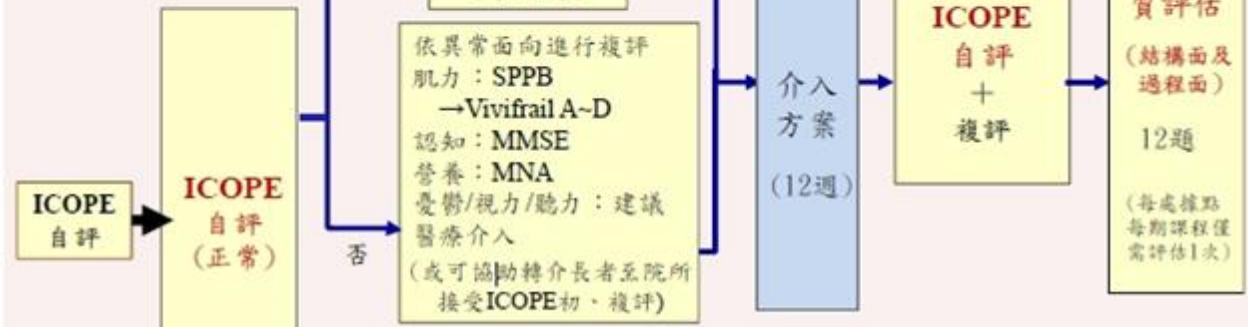 ICOPE
自評
ICOPE
自評
(正常)
否
依異常面向進行複評
肌力：SPPB
→Vivifrail A~D
認知：MMSE
營養：MNA
憂鬱/視力/聽力：建議
醫療介入
(或可協助轉介長者至院所
接受ICOPE初、複評)
介入
方案
(12週)
ICOPE
自評
+
複評
質評估
(結構面及
過程面)
12題
(每處據點
每期課程僅
需評估1次)